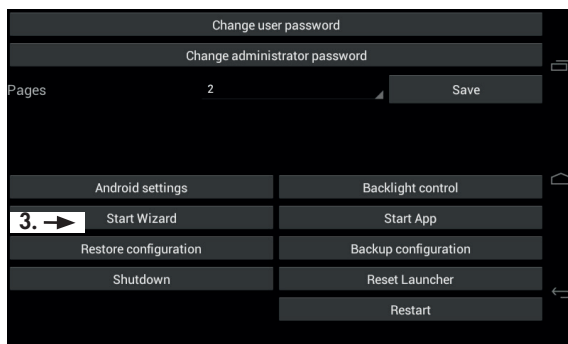 Change user password
Change administrator password
Pages 2 Save
Android settings Backlight control
3. → Start Wizard Start App
Restore configuration Backup configuration
Shutdown Reset Launcher
Restart